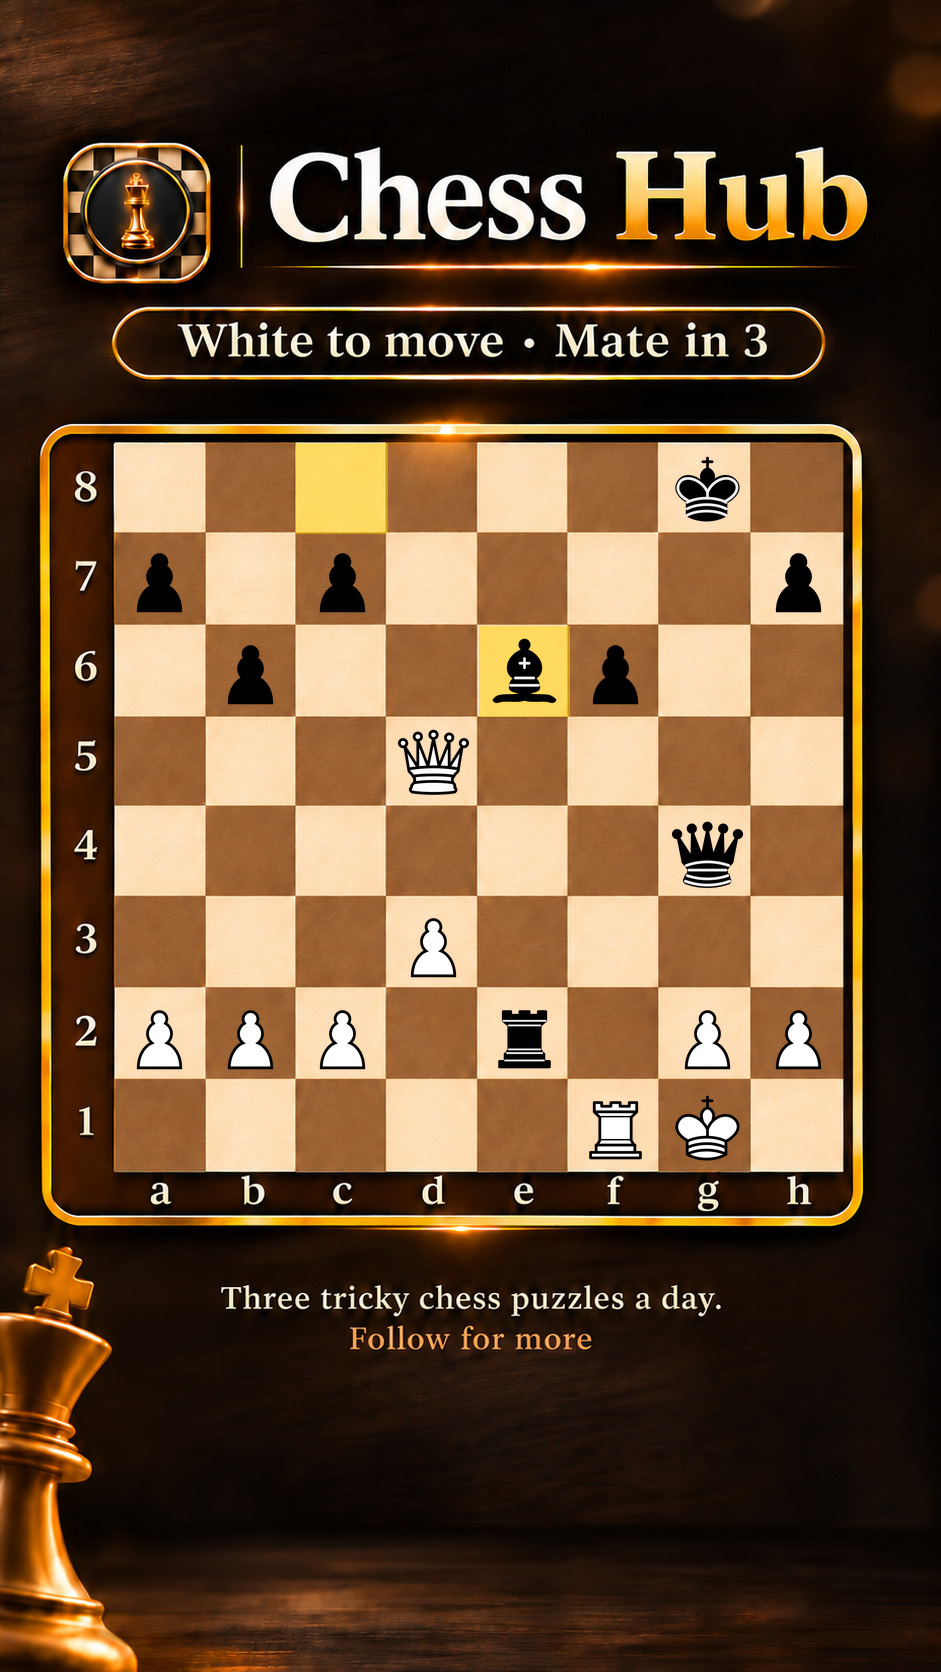 Chess Hub
White to move • Mate in 3
8
7
6
5
4
3
2
1
a b c d e f g h
Three tricky chess puzzles a day.
Follow for more